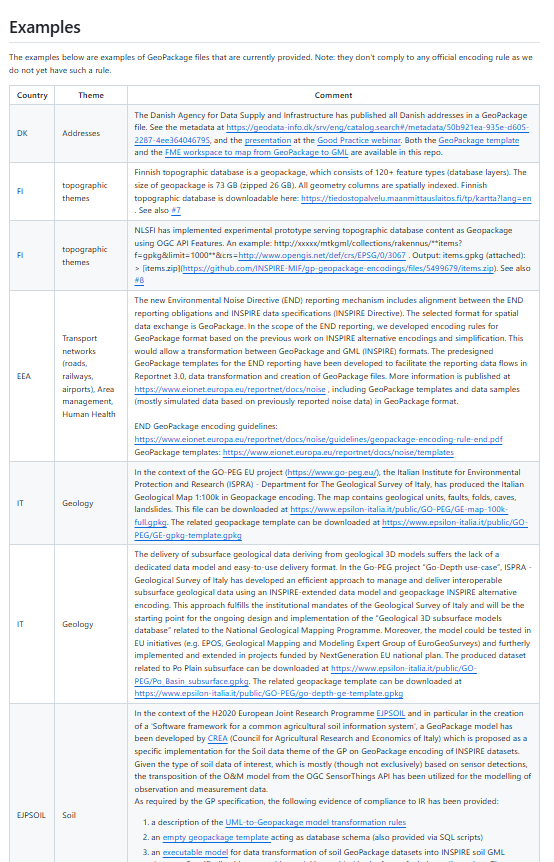 Examples
The examples below are examples of GeoPackage files that are currently provided. Note: they don't comply to any official encoding rule as we
do not yet have such a rule.
Country Theme Comment
DK
Addresses
The Danish Agency for Data Supply and Infrastructure has published all Danish addresses in a GeoPackage
file. See the metadata at https://geodata-info.dk/srv/eng/catalog.search#/metadata/50b921ea-935e-d605-
2287-4ee364046795, and the presentation at the Good Practice webinar. Both the GeoPackage template
and the FME workspace to map from GeoPackage to GML are available in this repo.
FI
topographic
themes
Finnish topographic database is a geopackage, which consists of 120+ feature types (database layers). The
size of geopackage is 73 GB (zipped 26 GB). All geometry columns are spatially indexed. Finnish
topographic database is downloadable here: https://tiedostopalvelu.maanmittauslaitos.fi/tp/kartta?lang=en
. See also #7
FI
topographic
themes
NLSFI has implemented experimental prototype serving topographic database content as Geopackage
using OGC API Features. An example: http://xxxxx/mtkgml/collections/rakennus/**items?
f=gpkg&limit=1000**&crs=http://www.opengis.net/def/crs/EPSG/0/3067 . Output: items.gpkg (attached):
> [items.zip](https://github.com/INSPIRE-MIF/gp-geopackage-encodings/files/5499679/items.zip). See also
#8
EEA
Transport
networks
(roads,
railways,
airports), Area
management,
Human Health
The new Environmental Noise Directive (END) reporting mechanism includes alignment between the END
reporting obligations and INSPIRE data specifications (INSPIRE Directive). The selected format for spatial
data exchange is GeoPackage. In the scope of the END reporting, we developed encoding rules for
GeoPackage format based on the previous work on INSPIRE alternative encodings and simplification. This
would allow a transformation between GeoPackage and GML (INSPIRE) formats. The predesigned
GeoPackage templates for the END reporting have been developed to facilitate the reporting data flows in
Reportnet 3.0, data transformation and creation of GeoPackage files. More information is published at
https://www.eionet.europa.eu/reportnet/docs/noise , including GeoPackage templates and data samples
(mostly simulated data based on previously reported noise data) in GeoPackage format.
END GeoPackage encoding guidelines:
https://www.eionet.europa.eu/reportnet/docs/noise/guidelines/geopackage-encoding-rule-end.pdf
GeoPackage templates: https://www.eionet.europa.eu/reportnet/docs/noise/templates
IT
Geology
In the context of the GO-PEG EU project (https://www.go-peg.eu/), the Italian Institute for Environmental
Protection and Research (ISPRA) - Department for The Geological Survey of Italy, has produced the Italian
Geological Map 1:100k in Geopackage encoding. The map contains geological units, faults, folds, caves,
landslides. This file can be downloaded at https://www.epsilon-italia.it/public/GO-PEG/GE-map-100k-
full.gpkg. The related geopackage template can be downloaded at https://www.epsilon-italia.it/public/GO-
PEG/GE-gpkg-template.gpkg
IT
Geology
The delivery of subsurface geological data deriving from geological 3D models suffers the lack of a
dedicated data model and easy-to-use delivery format. In the Go-PEG project "Go-Depth use-case", ISPRA -
Geological Survey of Italy has developed an efficient approach to manage and deliver interoperable
subsurface geological data using an INSPIRE-extended data model and geopackage INSPIRE alternative
encoding. This approach fulfills the institutional mandates of the Geological Survey of Italy and will be the
starting point for the ongoing design and implementation of the "Geological 3D subsurface models
database" related to the National Geological Mapping Programme. Moreover, the model could be tested in
EU initiatives (e.g. EPOS, Geological Mapping and Modeling Expert Group of EuroGeoSurveys) and furtherly
implemented and extended in projects funded by NextGeneration EU national plan. The produced dataset
related to Po Plain subsurface can be downloaded at https://www.epsilon-italia.it/public/GO-
PEG/Po_Basin_subsurface.gpkg. The related geopackage template can be downloaded at
https://www.epsilon-italia.it/public/GO-PEG/go-depth-ge-template.gpkg
EJPSOIL
Soil
In the context of the H2020 European Joint Research Programme EJPSOIL and in particular in the creation
of a 'Software framework for a common agricultural soil information system', a GeoPackage model has
been developed by CREA (Council for Agricultural Research and Economics of Italy) which is proposed as a
specific implementation for the Soil data theme of the GP on GeoPackage encoding of INSPIRE datasets.
Given the type of soil data of interest, which is mostly (though not exclusively) based on sensor detections,
the transposition of the O&M model from the OGC SensorThings API has been utilized for the modelling of
observation and measurement data.
As required by the GP specification, the following evidence of compliance to IR has been provided:
1. a description of the UML-to-Geopackage model transformation rules
2. an empty geopackage template acting as database schema (also provided via SQL scripts)
3. an executable model for data transformation of soil GeoPackage datasets into INSPIRE soil GML